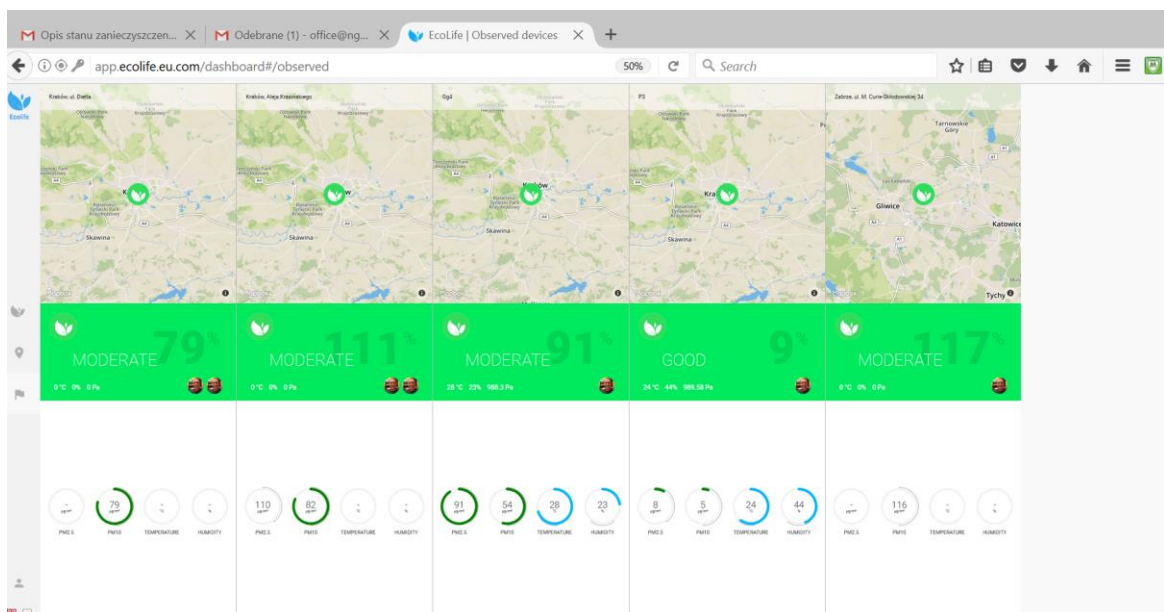 Opis stanu zanieczyszczen...
Odebrane (1) - office@ng...
EcoLife | Observed devices
app.ecolife.eu.com/dashboard#/observed
50%
Search
Ecolife
Kraków, ul. Dietla
Skawina
MODERATE
79%
0 °C 0% 0 Pa
79
PM2.5 PM10 TEMPERATURE HUMIDITY
Kraków, Aleja Krasińskiego
Skawina
MODERATE
111%
0 °C 0% 0 Pa
110 82
PM2.5 PM10 TEMPERATURE HUMIDITY
Og4
Skawina
MODERATE
91%
28 °C 23% 988.3 Pa
91 54 28 23
PM2.5 PM10 TEMPERATURE HUMIDITY
P3
Skawina
GOOD
9%
24 °C 44% 989.58 Pa
8 5 24 44
PM2.5 PM10 TEMPERATURE HUMIDITY
Zabrze, ul. M. Curie-Skłodowskiej 34
Tarnowskie
Góry
Gliwice
Katowice
Tychy
MODERATE
117%
0 °C 0% 0 Pa
116
PM2.5 PM10 TEMPERATURE HUMIDITY